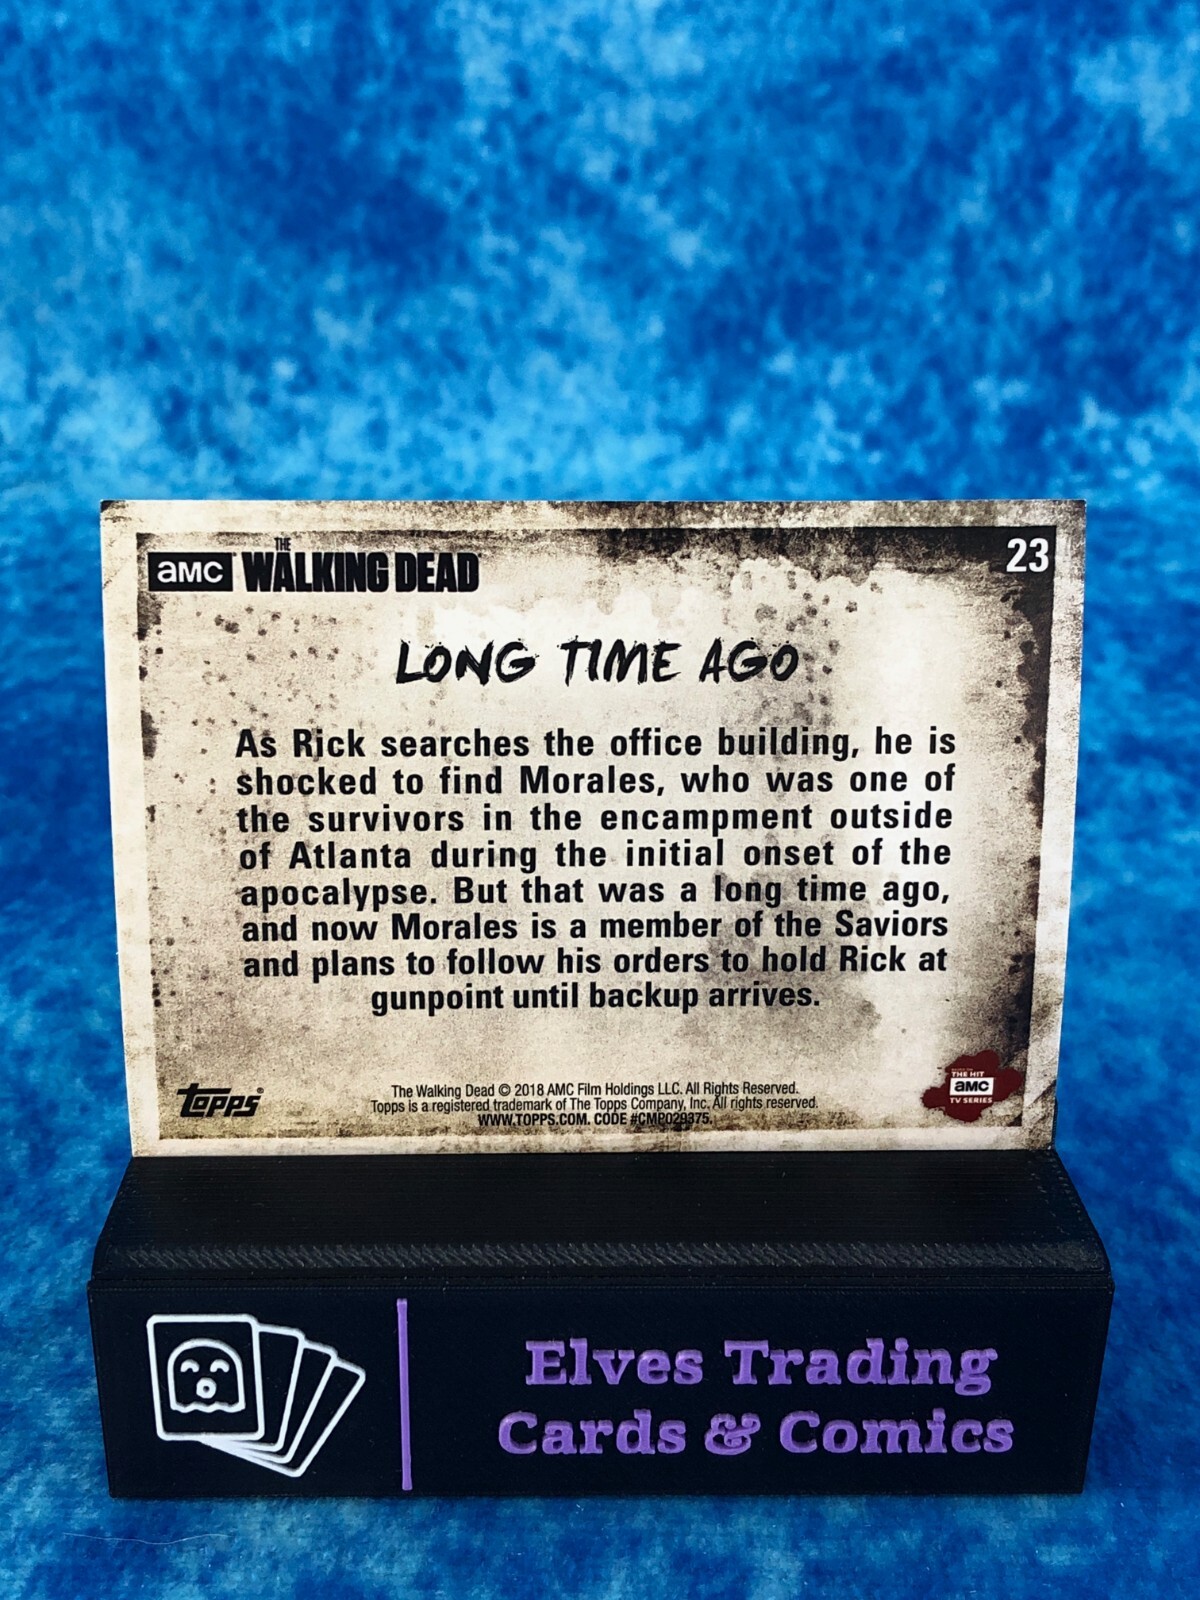 AMC THE WALKING DEAD
23
LONG TIME AGO
As Rick searches the office building, he is
shocked to find Morales, who was one of
the survivors in the encampment outside
of Atlanta during the initial onset of the
apocalypse. But that was a long time ago,
and now Morales is a member of the Saviors
and plans to follow his orders to hold Rick at
gunpoint until backup arrives.
Topps®
The Walking Dead © 2018 AMC Film Holdings LLC. All Rights Reserved.
Topps is a registered trademark of The Topps Company, Inc. All rights reserved.
WWW.TOPPS.COM. CODE #CMP029375.
BASED ON
THE HIT
AMC
TV SERIES
Elves Trading
Cards & Comics